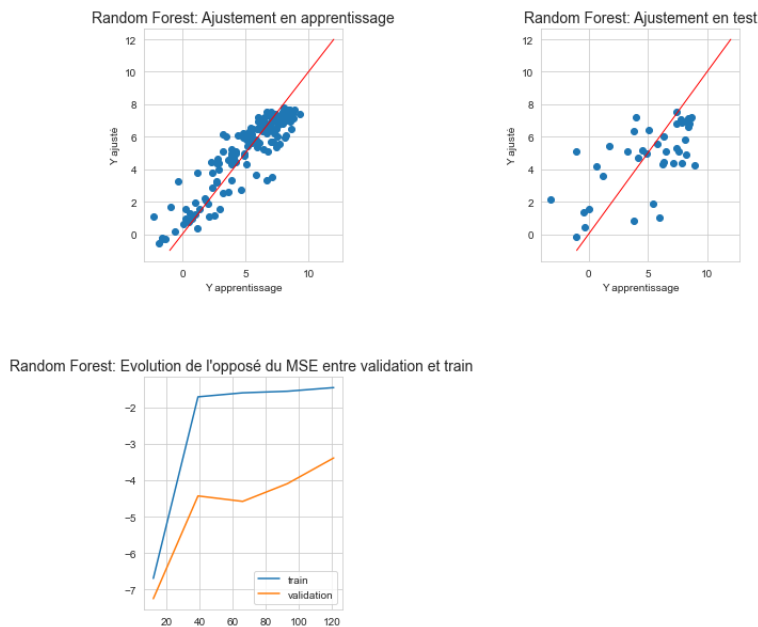 Random Forest: Ajustement en apprentissage
12
10
8
6
4
2
0
Y ajusté
0 5 10
Y apprentissage
Random Forest: Ajustement en test
12
10
8
6
4
2
0
Y ajusté
0 5 10
Y apprentissage
Random Forest: Evolution de l'opposé du MSE entre validation et train
−2
−3
−4
−5
−6
−7
train
validation
20 40 60 80 100 120